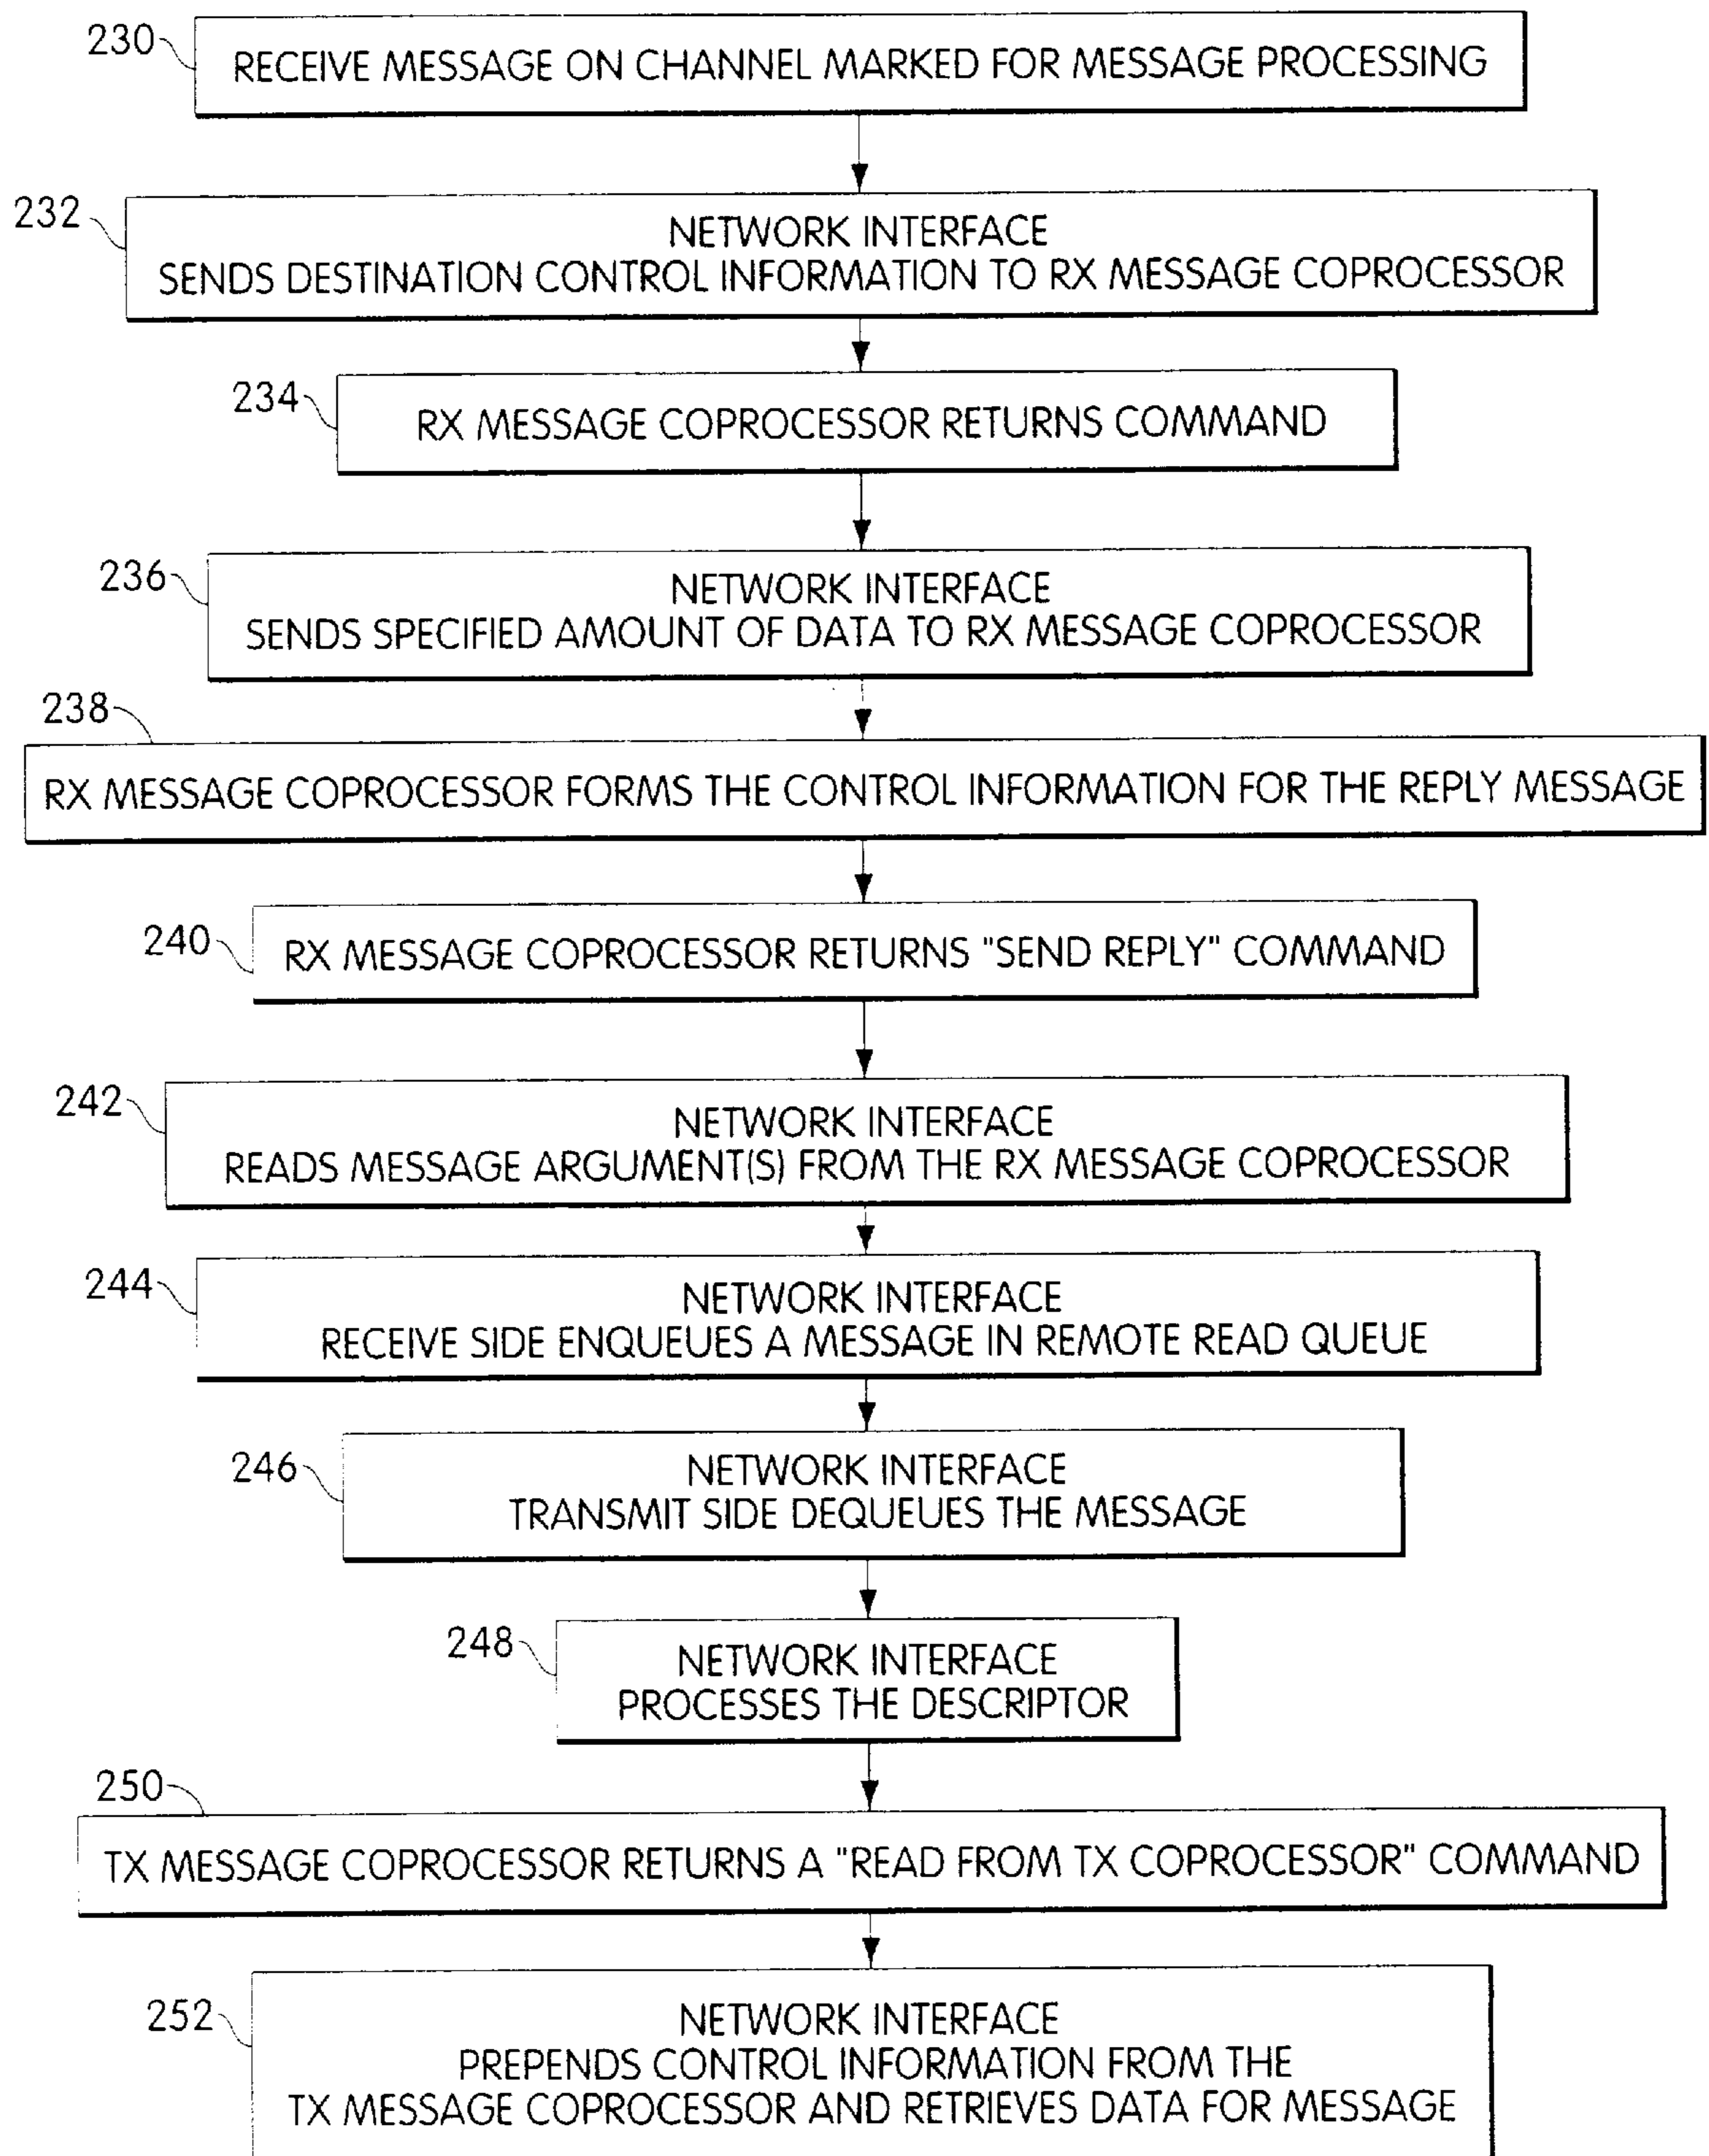 230
RECEIVE MESSAGE ON CHANNEL MARKED FOR MESSAGE PROCESSING
232
NETWORK INTERFACE
SENDS DESTINATION CONTROL INFORMATION TO RX MESSAGE COPROCESSOR
234
RX MESSAGE COPROCESSOR RETURNS COMMAND
236
NETWORK INTERFACE
SENDS SPECIFIED AMOUNT OF DATA TO RX MESSAGE COPROCESSOR
238
RX MESSAGE COPROCESSOR FORMS THE CONTROL INFORMATION FOR THE REPLY MESSAGE
240
RX MESSAGE COPROCESSOR RETURNS "SEND REPLY" COMMAND
242
NETWORK INTERFACE
READS MESSAGE ARGUMENT(S) FROM THE RX MESSAGE COPROCESSOR
244
NETWORK INTERFACE
RECEIVE SIDE ENQUEUES A MESSAGE IN REMOTE READ QUEUE
246
NETWORK INTERFACE
TRANSMIT SIDE DEQUEUES THE MESSAGE
248
NETWORK INTERFACE
PROCESSES THE DESCRIPTOR
250
TX MESSAGE COPROCESSOR RETURNS A "READ FROM TX COPROCESSOR" COMMAND
252
NETWORK INTERFACE
PREPENDS CONTROL INFORMATION FROM THE
TX MESSAGE COPROCESSOR AND RETRIEVES DATA FOR MESSAGE